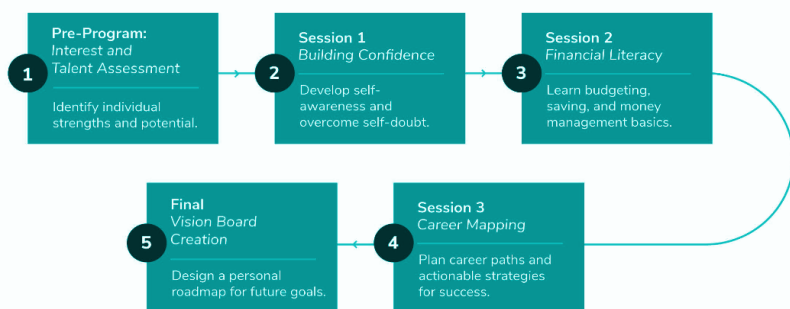 1
Pre-Program:
Interest and
Talent Assessment
Identify individual
strengths and potential.
2
Session 1
Building Confidence
Develop self-
awareness and
overcome self-doubt.
3
Session 2
Financial Literacy
Learn budgeting,
saving, and money
management basics.
4
Session 3
Career Mapping
Plan career paths and
actionable strategies
for success.
5
Final
Vision Board
Creation
Design a personal
roadmap for future goals.